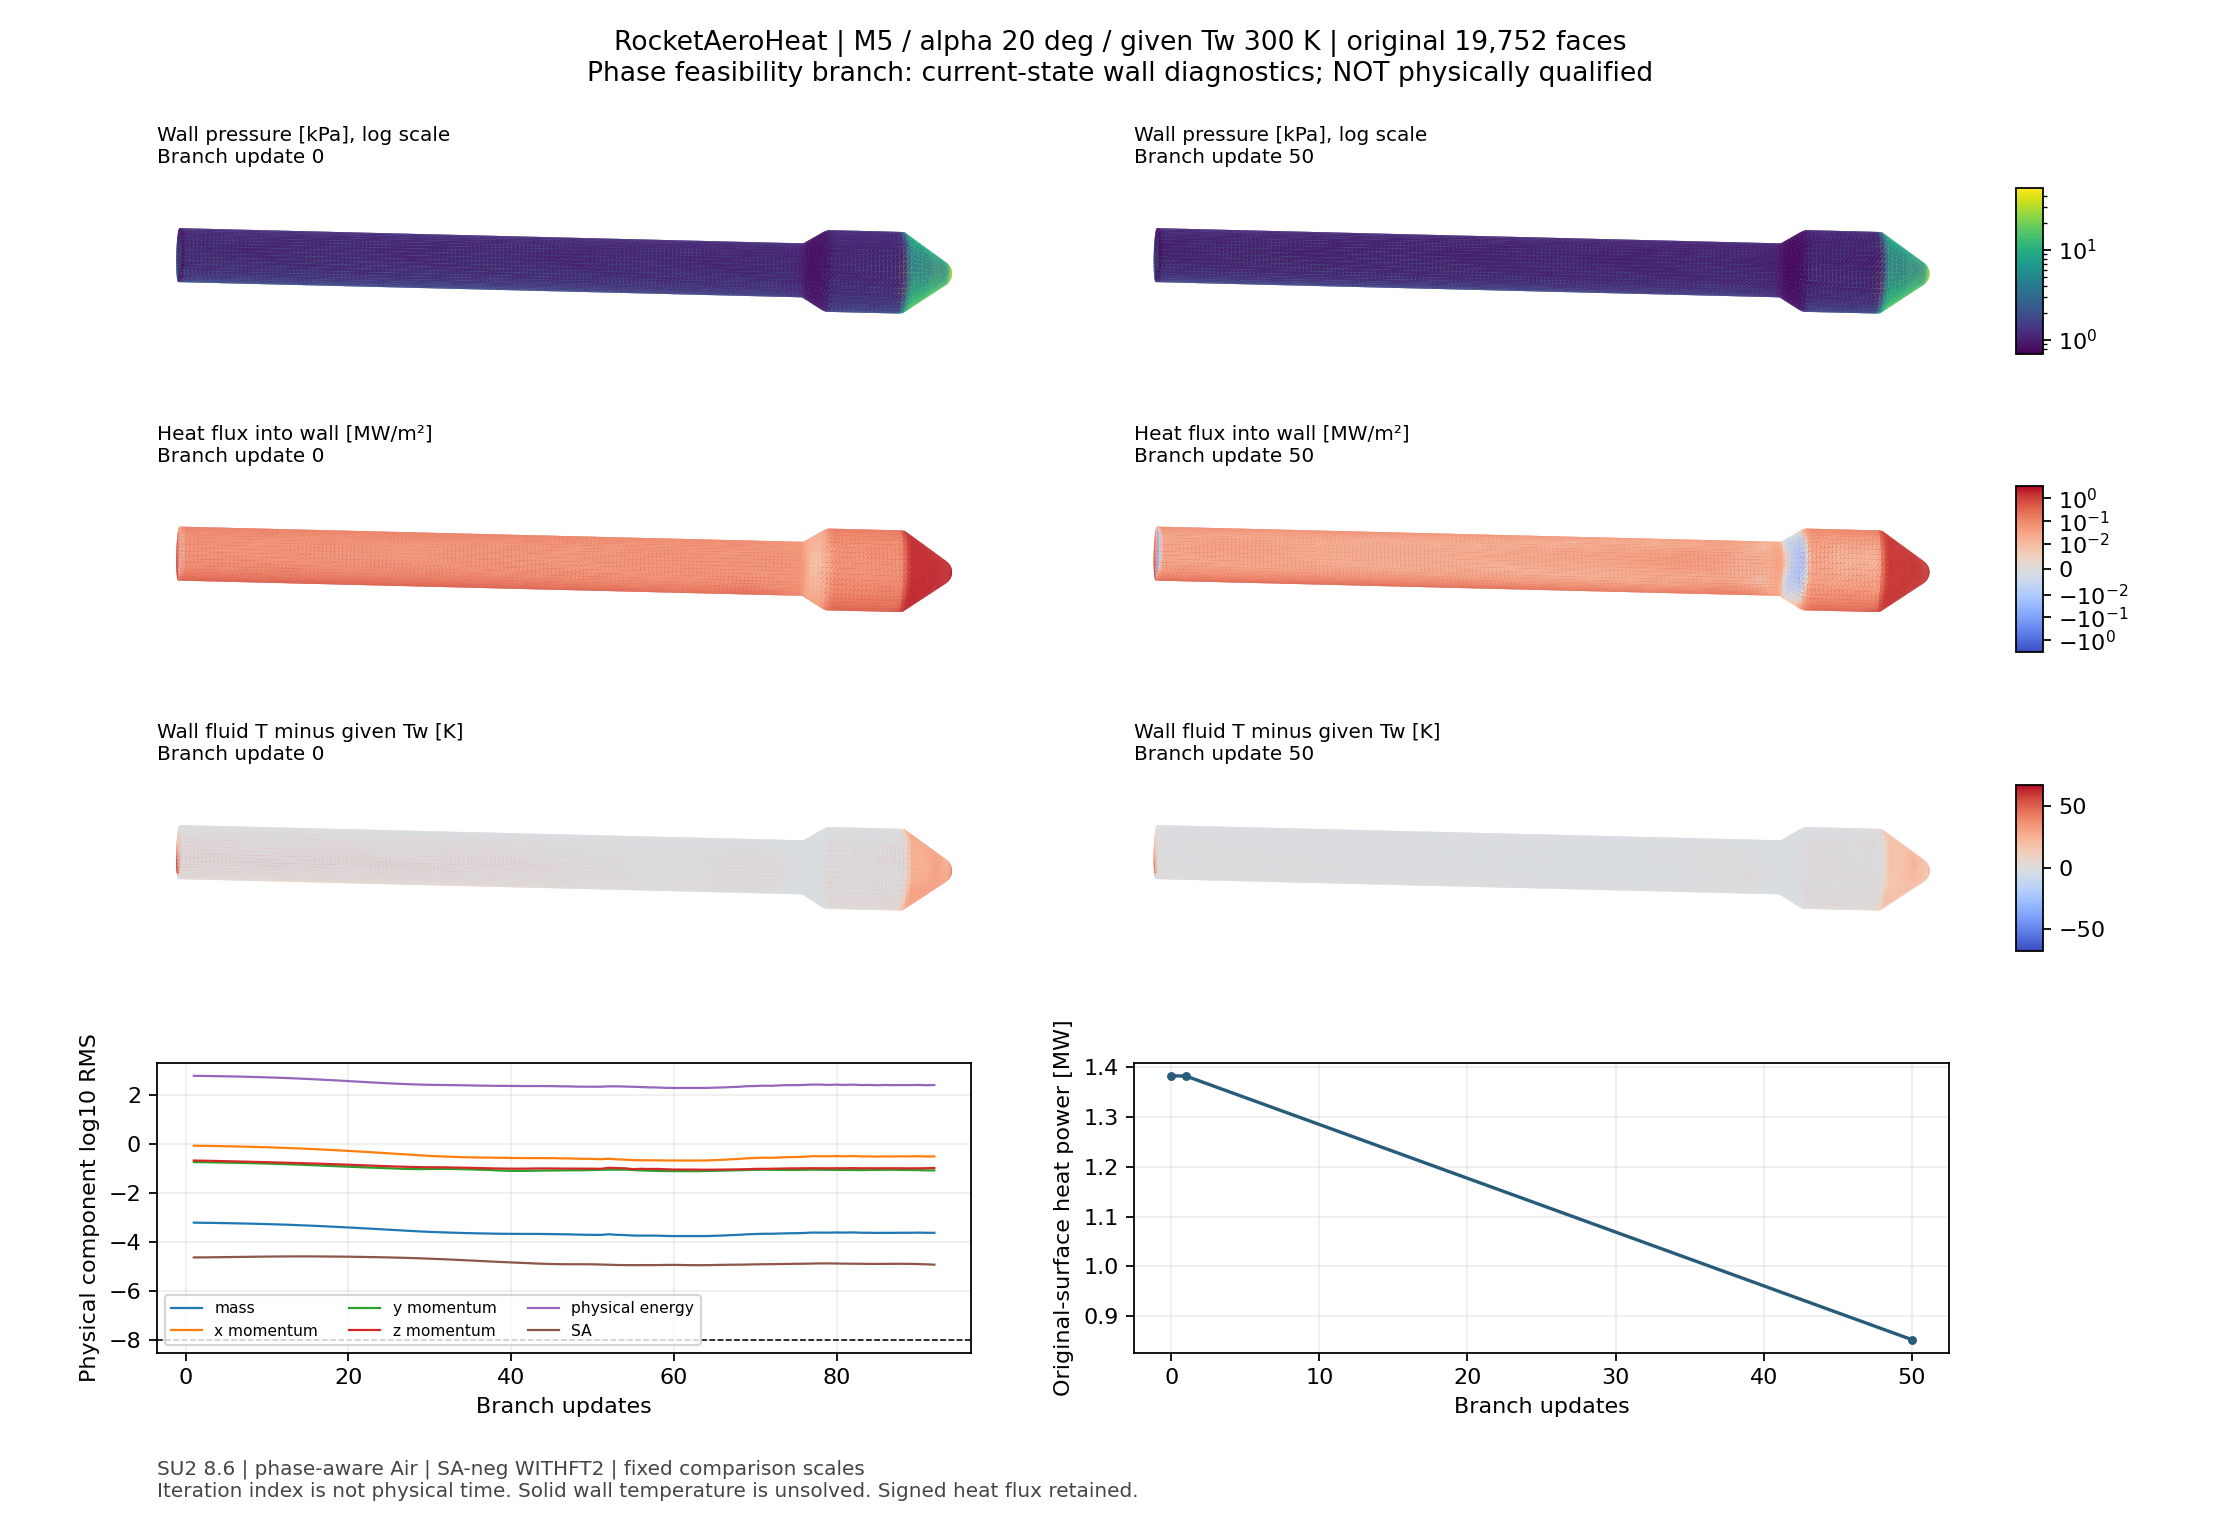 RocketAeroHeat | M5 / alpha 20 deg / given Tw 300 K | original 19,752 faces
Phase feasibility branch: current-state wall diagnostics; NOT physically qualified
Wall pressure [kPa], log scale
Branch update 0
Wall pressure [kPa], log scale
Branch update 50
10¹
10⁰
Heat flux into wall [MW/m²]
Branch update 0
Heat flux into wall [MW/m²]
Branch update 50
10⁰
10⁻¹
10⁻²
0
−10⁻²
−10⁻¹
−10⁰
Wall fluid T minus given Tw [K]
Branch update 0
Wall fluid T minus given Tw [K]
Branch update 50
50
0
−50
Physical component log10 RMS
2
0
−2
−4
−6
−8
mass
x momentum
y momentum
z momentum
physical energy
SA
0 20 40 60 80
Branch updates
Original-surface heat power [MW]
1.4
1.3
1.2
1.1
1.0
0.9
0 10 20 30 40 50
Branch updates
SU2 8.6 | phase-aware Air | SA-neg WITHFT2 | fixed comparison scales
Iteration index is not physical time. Solid wall temperature is unsolved. Signed heat flux retained.